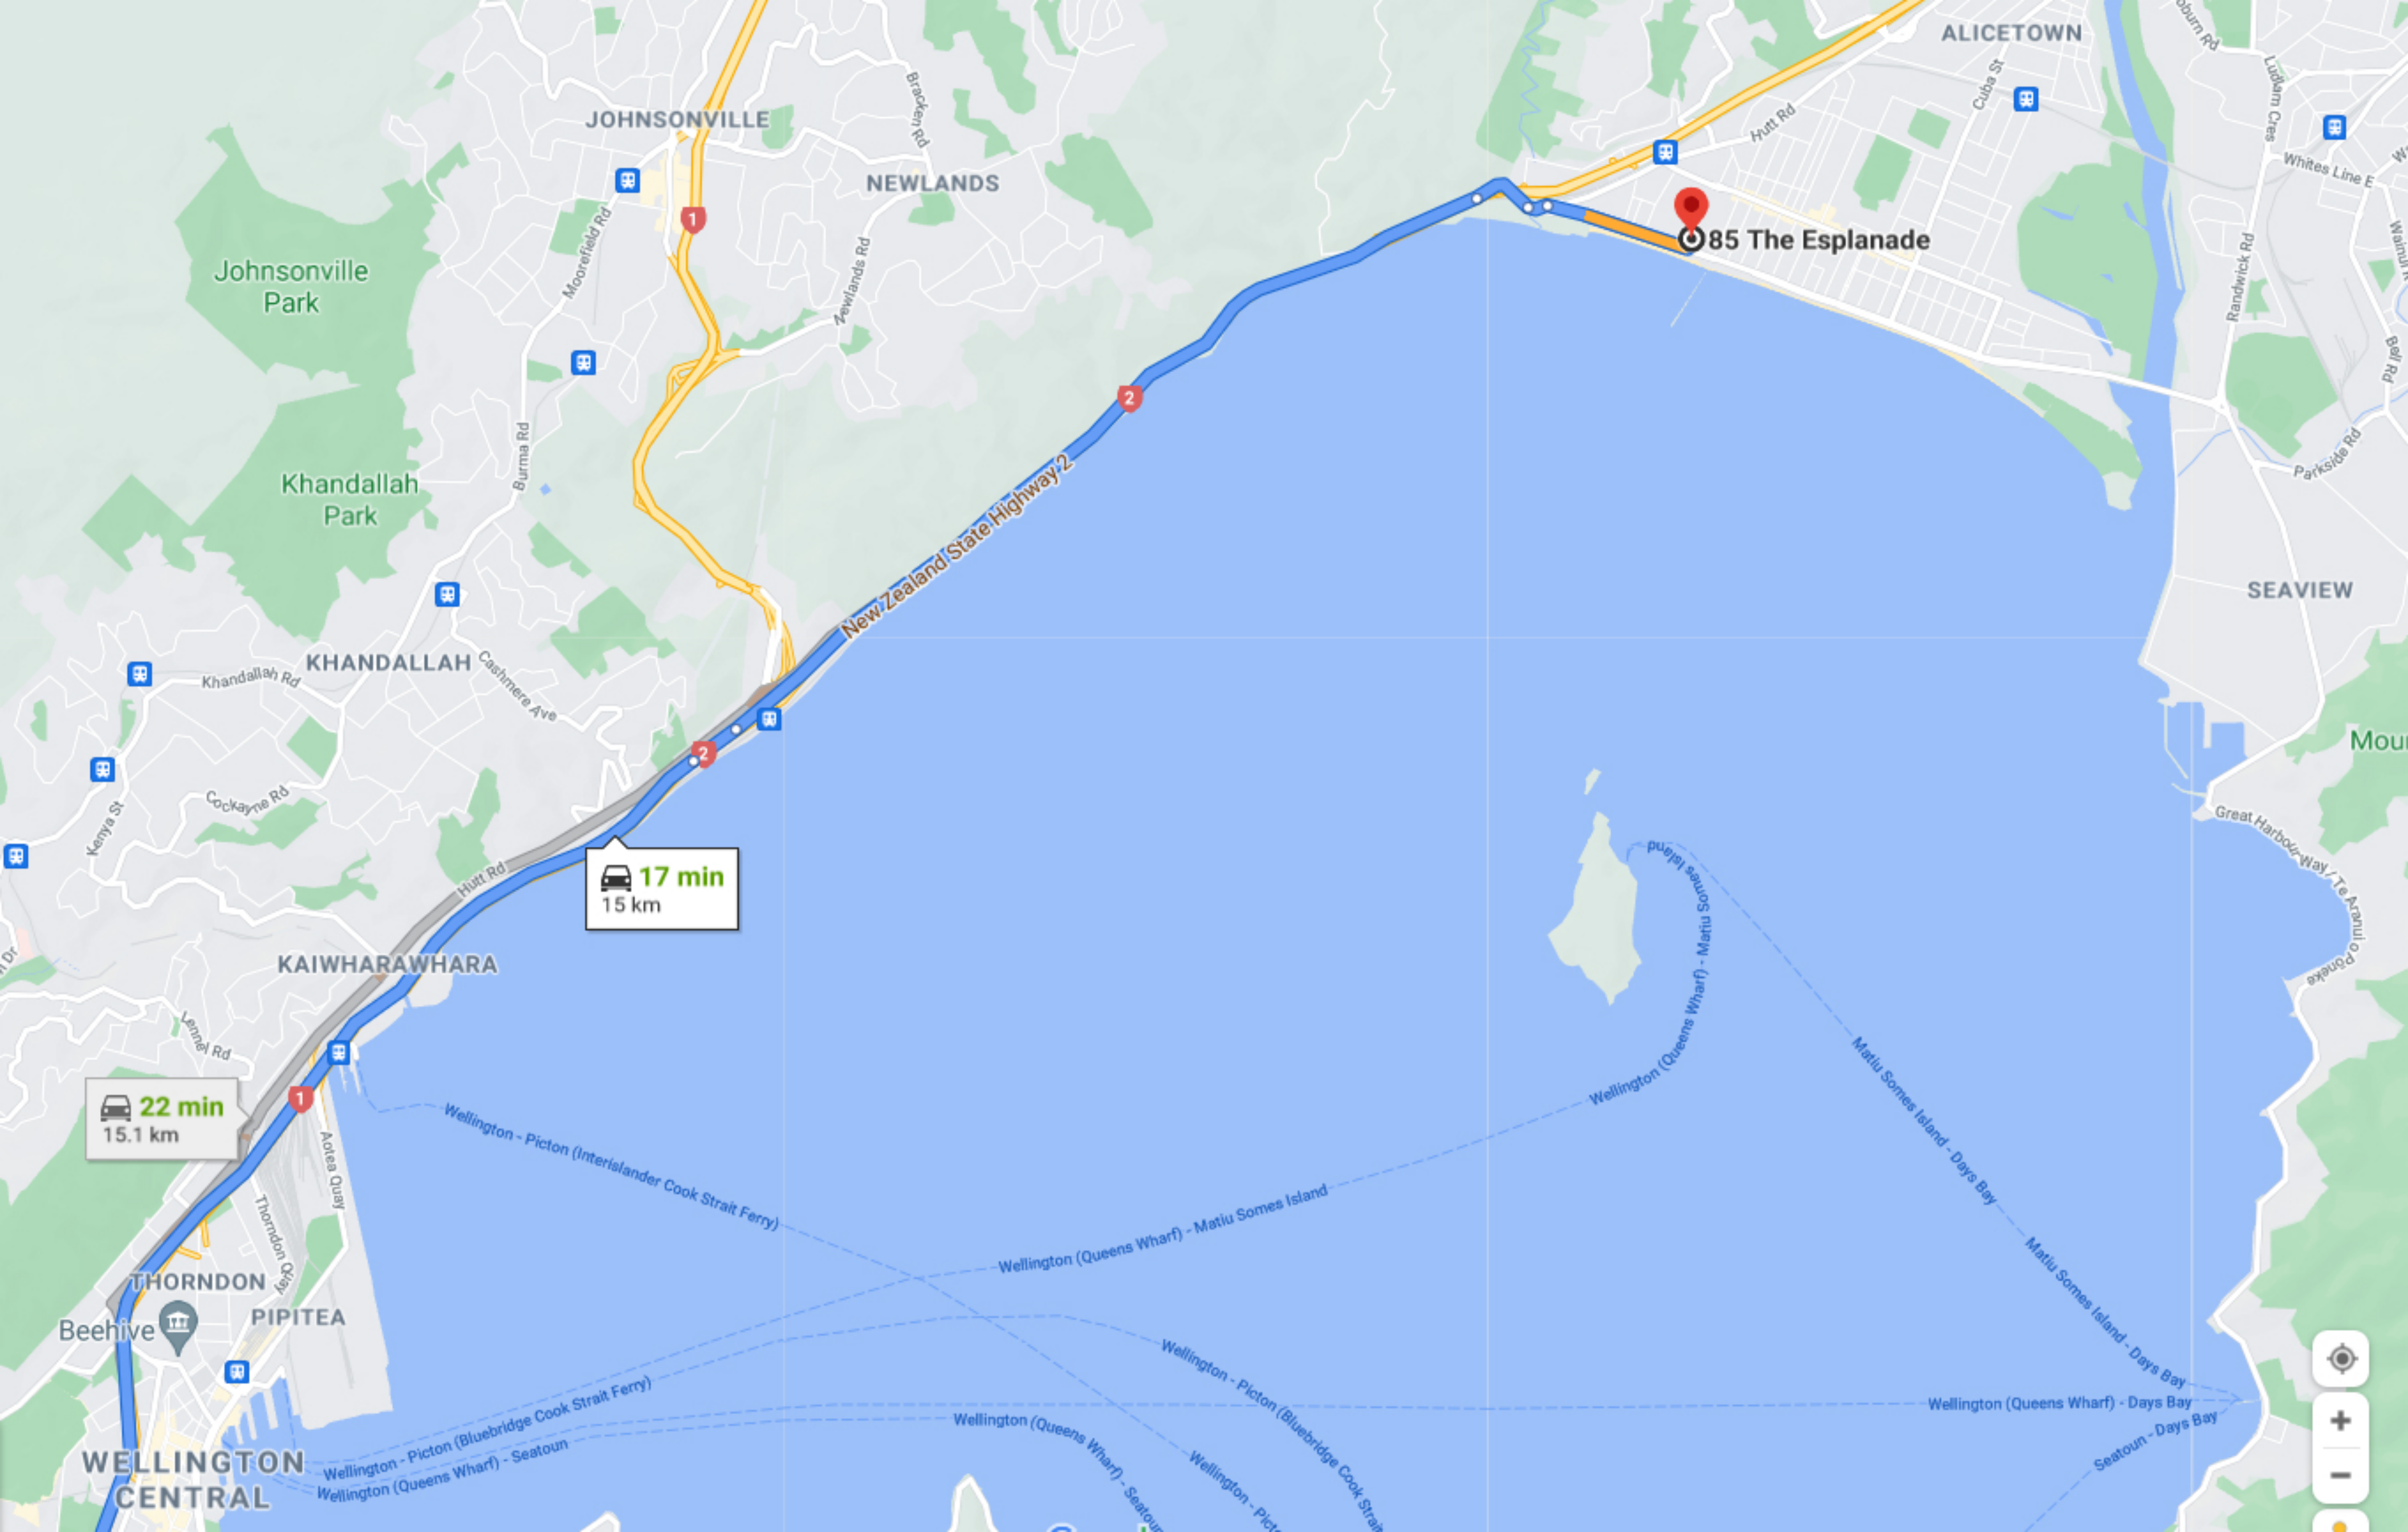 ALICETOWN
Cuba St
Ludlam Cres
Hutt Rd
Whites Line E
Bracken Rd
JOHNSONVILLE
NEWLANDS
1
Moorefield Rd
Newlands Rd
Johnsonville
Park
85 The Esplanade
Randwick Rd
Bell Rd
Parkside Rd
2
Burma Rd
Khandallah
Park
New Zealand State Highway 2
SEAVIEW
KHANDALLAH
Khandallah Rd
Cashmere Ave
2
Cockayne Rd
Kenya St
17 min
15 km
Hutt Rd
Great Harbour Way / Te Aranui o Pōneke
KAIWHARAWHARA
Lennel Rd
22 min
15.1 km
1
Aotea Quay
Thorndon Quay
THORNDON
PIPITEA
Beehive
WELLINGTON
CENTRAL
Matiu Somes Island
Wellington (Queens Wharf) - Matiu Somes Island
Wellington - Picton (Interislander Cook Strait Ferry)
Wellington (Queens Wharf) - Matiu Somes Island
Matiu Somes Island - Days Bay
Matiu Somes Island - Days Bay
Wellington - Picton (Bluebridge Cook Strait Ferry)
Wellington (Queens Wharf) - Seatoun
Wellington - Picton (Bluebridge Cook Strait
Wellington (Queens Wharf) - Seatoun
Wellington - Picton
Wellington (Queens Wharf) - Days Bay
Seatoun - Days Bay